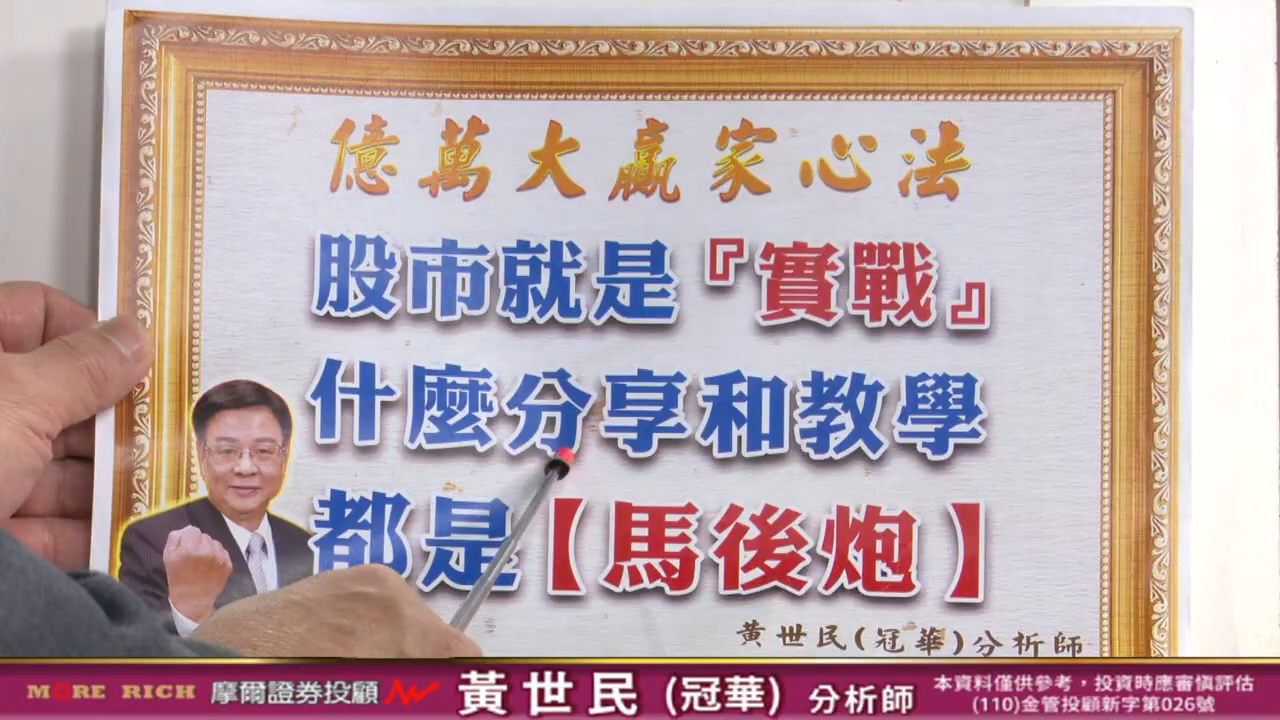 億萬大贏家心法
股市就是『實戰』
什麼分享和教學
都是【馬後炮】
黃世民(冠華)分析師
MORE RICH 摩爾證券投顧 黃世民(冠華) 分析師
本資料僅供參考，投資時應審慎評估
(110)金管投顧新字第026號